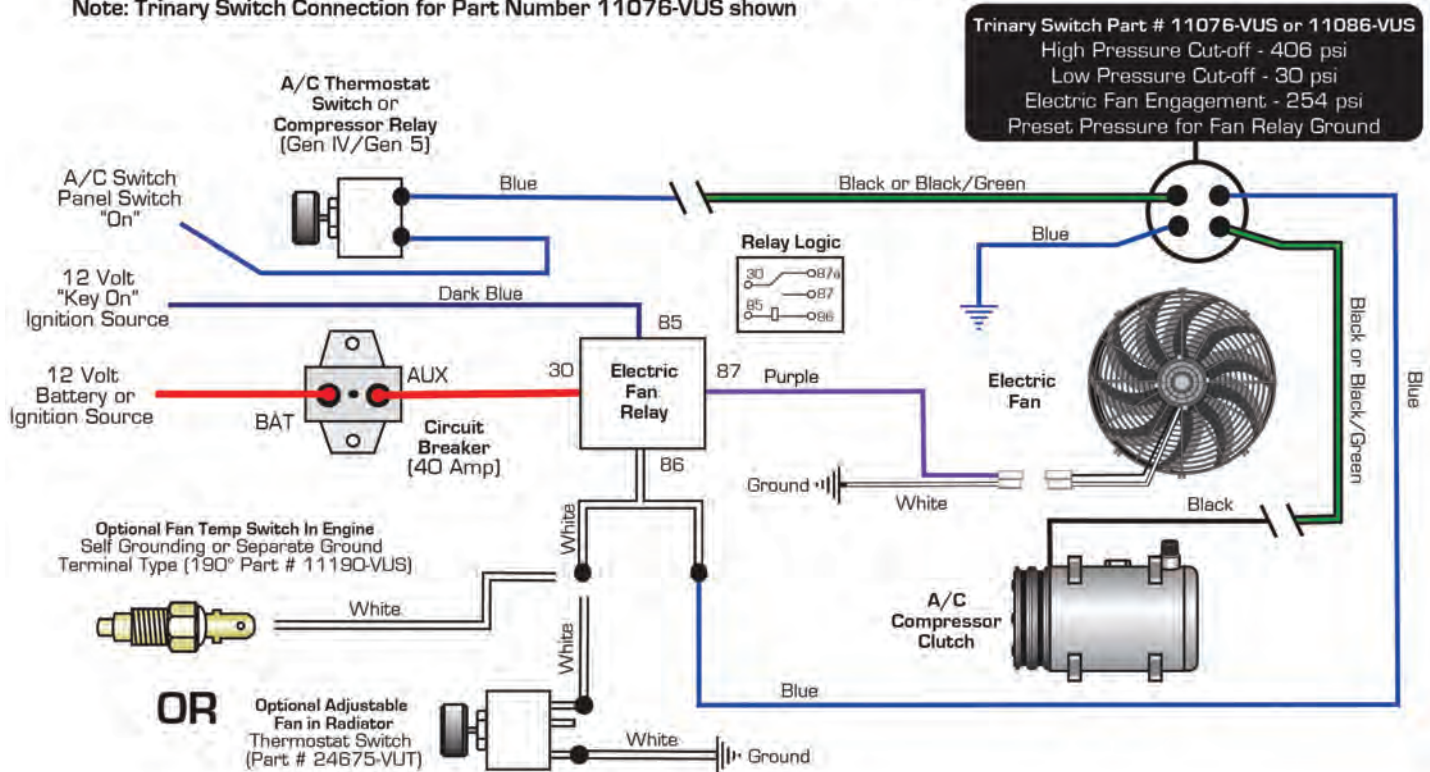 Note: Trinary Switch Connection for Part Number 11076-VUS shown
Trinary Switch Part # 11076-VUS or 11086-VUS
High Pressure Cut-off - 406 psi
Low Pressure Cut-off - 30 psi
Electric Fan Engagement - 254 psi
Preset Pressure for Fan Relay Ground
A/C Thermostat
Switch or
Compressor Relay
(Gen IV/Gen 5)
A/C Switch
Panel Switch
"On"
Blue
Black or Black/Green
Blue
Relay Logic
30
87a
87
85
86
12 Volt
"Key On"
Ignition Source
Dark Blue
85
12 Volt
Battery or
Ignition Source
BAT
AUX
Circuit
Breaker
(40 Amp)
30
Electric
Fan
Relay
87
Purple
86
Electric
Fan
Black or Black/Green
Blue
Ground
White
Black
White
Optional Fan Temp Switch In Engine
Self Grounding or Separate Ground
Terminal Type (190° Part # 11190-VUS)
White
White
A/C
Compressor
Clutch
OR
Optional Adjustable
Fan in Radiator
Thermostat Switch
(Part # 24675-VUT)
White
Ground
Blue